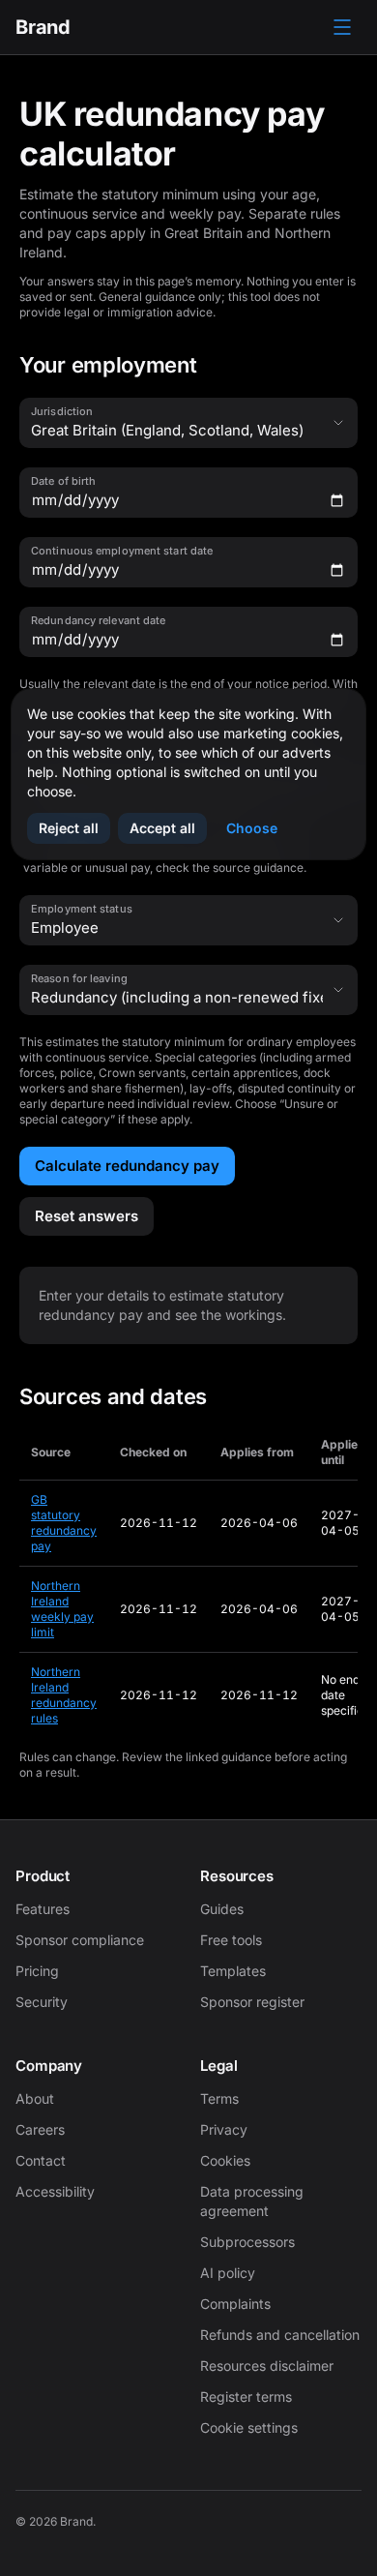 Brand
UK redundancy pay
calculator
Estimate the statutory minimum using your age,
continuous service and weekly pay. Separate rules
and pay caps apply in Great Britain and Northern
Ireland.
Your answers stay in this page's memory. Nothing you enter is
saved or sent. General guidance only; this tool does not
provide legal or immigration advice.
Your employment
Jurisdiction
Great Britain (England, Scotland, Wales)
Date of birth
mm/dd/yyyy
Continuous employment start date
mm/dd/yyyy
Redundancy relevant date
mm/dd/yyyy
Usually the relevant date is the end of your notice period. With
We use cookies that keep the site working. With
your say-so we would also use marketing cookies,
on this website only, to see which of our adverts
help. Nothing optional is switched on until you
choose.
Reject all Accept all Choose
variable or unusual pay, check the source guidance.
Employment status
Employee
Reason for leaving
Redundancy (including a non-renewed fixe
This estimates the statutory minimum for ordinary employees
with continuous service. Special categories (including armed
forces, police, Crown servants, certain apprentices, dock
workers and share fishermen), lay-offs, disputed continuity or
early departure need individual review. Choose "Unsure or
special category" if these apply.
Calculate redundancy pay
Reset answers
Enter your details to estimate statutory
redundancy pay and see the workings.
Sources and dates
Source Checked on Applies from Applie
until
GB
statutory
redundancy
pay
2026-11-12 2026-04-06 2027-
04-05
Northern
Ireland
weekly pay
limit
2026-11-12 2026-04-06 2027-
04-05
Northern
Ireland
redundancy
rules
2026-11-12 2026-11-12 No end
date
specifi
Rules can change. Review the linked guidance before acting
on a result.
Product
Features
Sponsor compliance
Pricing
Security
Resources
Guides
Free tools
Templates
Sponsor register
Company
About
Careers
Contact
Accessibility
Legal
Terms
Privacy
Cookies
Data processing
agreement
Subprocessors
AI policy
Complaints
Refunds and cancellation
Resources disclaimer
Register terms
Cookie settings
© 2026 Brand.